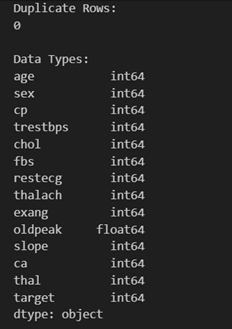 Duplicate Rows:
0
Data Types:
age int64
sex int64
cp int64
trestbps int64
chol int64
fbs int64
restecg int64
thalach int64
exang int64
oldpeak float64
slope int64
ca int64
thal int64
target int64
dtype: object